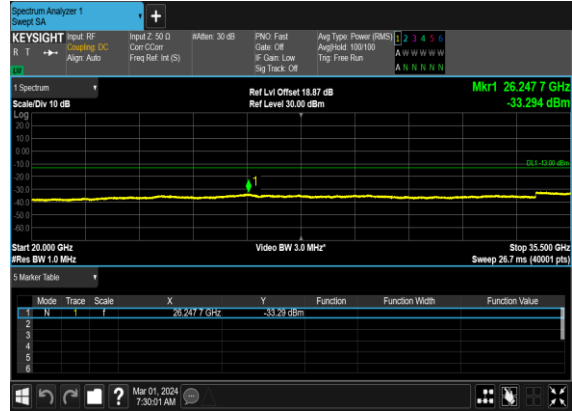 Spectrum Analyzer 1
Swept SA
KEYSIGHT Input: RF Input Z: 50 Ω #Atten: 30 dB PNO: Fast Avg Type: Power (RMS) 1 2 3 4 5 6
R T Coupling: DC Corr CCorr Gate: Off Avg|Hold: 100/100 A W W W W W
Align: Auto Freq Ref: Int (S) IF Gain: Low Trig: Free Run
LW Sig Track: Off A N N N N N
1 Spectrum Ref Lvl Offset 18.87 dB Mkr1 26.247 7 GHz
Scale/Div 10 dB Ref Level 30.00 dBm -33.294 dBm
Log
20.0
10.0
0.00
-10.0
DL1 -13.00 dBm
-20.0
1
-30.0
-40.0
-50.0
-60.0
Start 20.000 GHz Video BW 3.0 MHz* Stop 35.500 GHz
#Res BW 1.0 MHz Sweep 26.7 ms (40001 pts)
5 Marker Table
Mode Trace Scale X Y Function Function Width Function Value
1 N 1 f 26.247 7 GHz -33.29 dBm
2
3
4
5
6
? Mar 01, 2024
7:30:01 AM